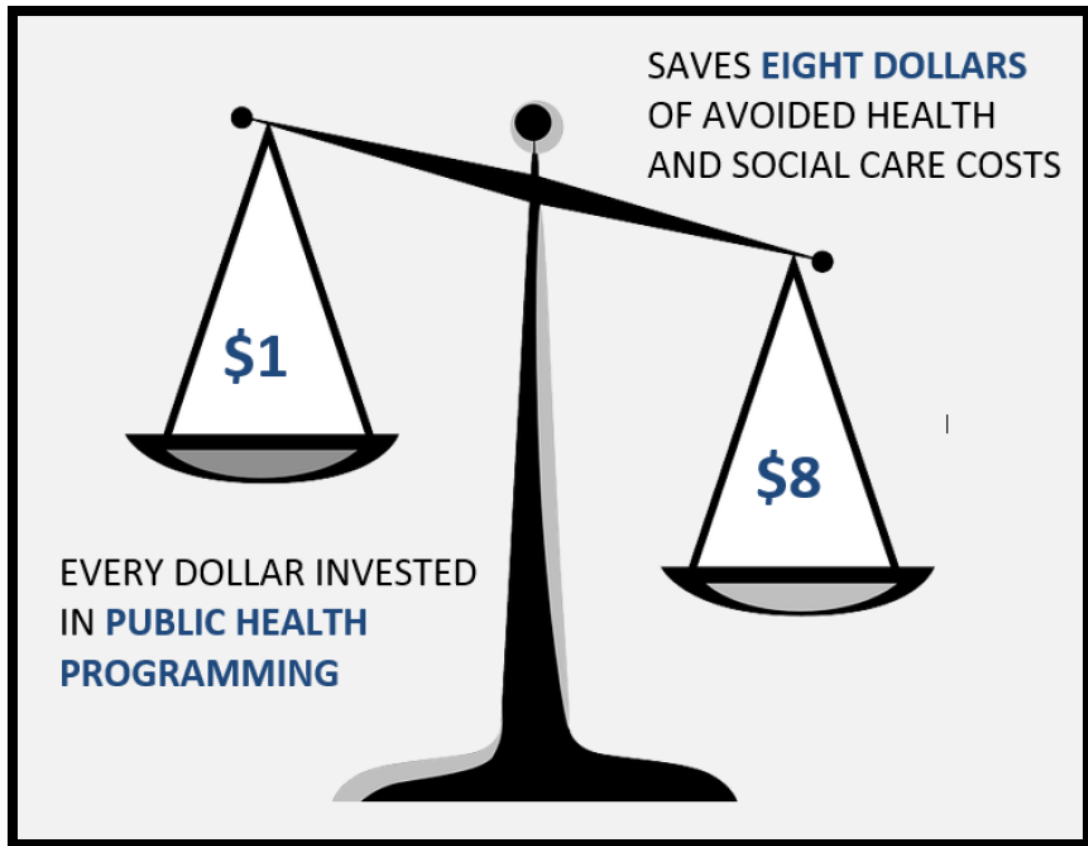 $1
EVERY DOLLAR INVESTED
IN PUBLIC HEALTH
PROGRAMMING
SAVES EIGHT DOLLARS
OF AVOIDED HEALTH
AND SOCIAL CARE COSTS
$8